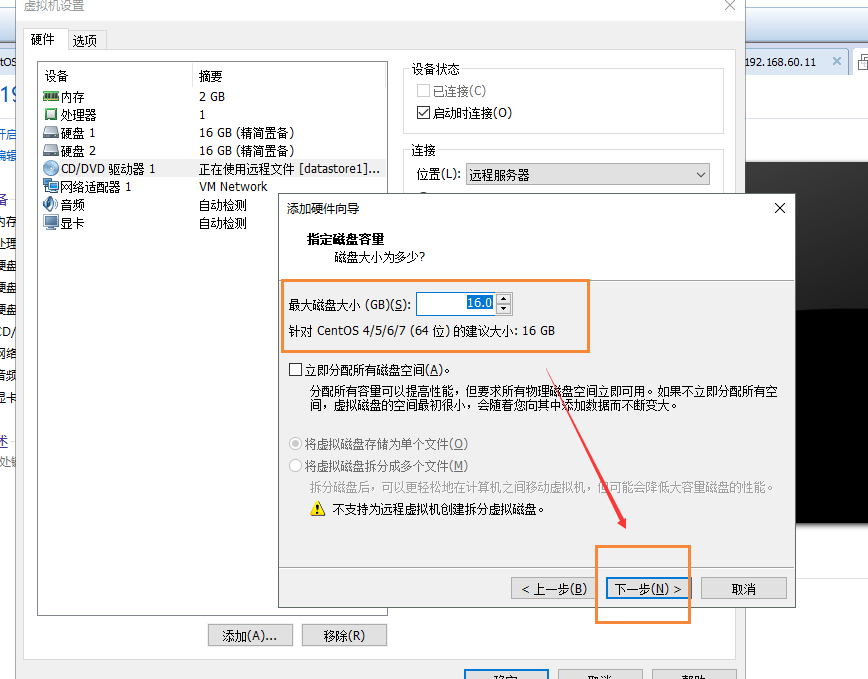 虚拟机设置
硬件
选项
设备
摘要
内存
2 GB
处理器
1
硬盘 1
16 GB (精简置备)
硬盘 2
16 GB (精简置备)
CD/DVD 驱动器 1
正在使用远程文件 [datastore1]...
网络适配器 1
VM Network
音频
自动检测
显卡
自动检测
设备状态
已连接(C)
启动时连接(O)
连接
位置(L):
远程服务器
192.168.60.11
添加硬件向导
指定磁盘容量
磁盘大小为多少?
最大磁盘大小 (GB)(S):
16.0
针对 CentOS 4/5/6/7 (64 位) 的建议大小: 16 GB
立即分配所有磁盘空间(A)。
分配所有容量可以提高性能，但要求所有物理磁盘空间立即可用。如果不立即分配所有空
间，虚拟磁盘的空间最初很小，会随着您向其中添加数据而不断变大。
将虚拟磁盘存储为单个文件(O)
将虚拟磁盘拆分成多个文件(M)
拆分磁盘后，可以更轻松地在计算机之间移动虚拟机，但可能会降低大容量磁盘的性能。
不支持为远程虚拟机创建拆分虚拟磁盘。
< 上一步(B)
下一步(N) >
取消
添加(A)...
移除(R)
确定
取消
帮助